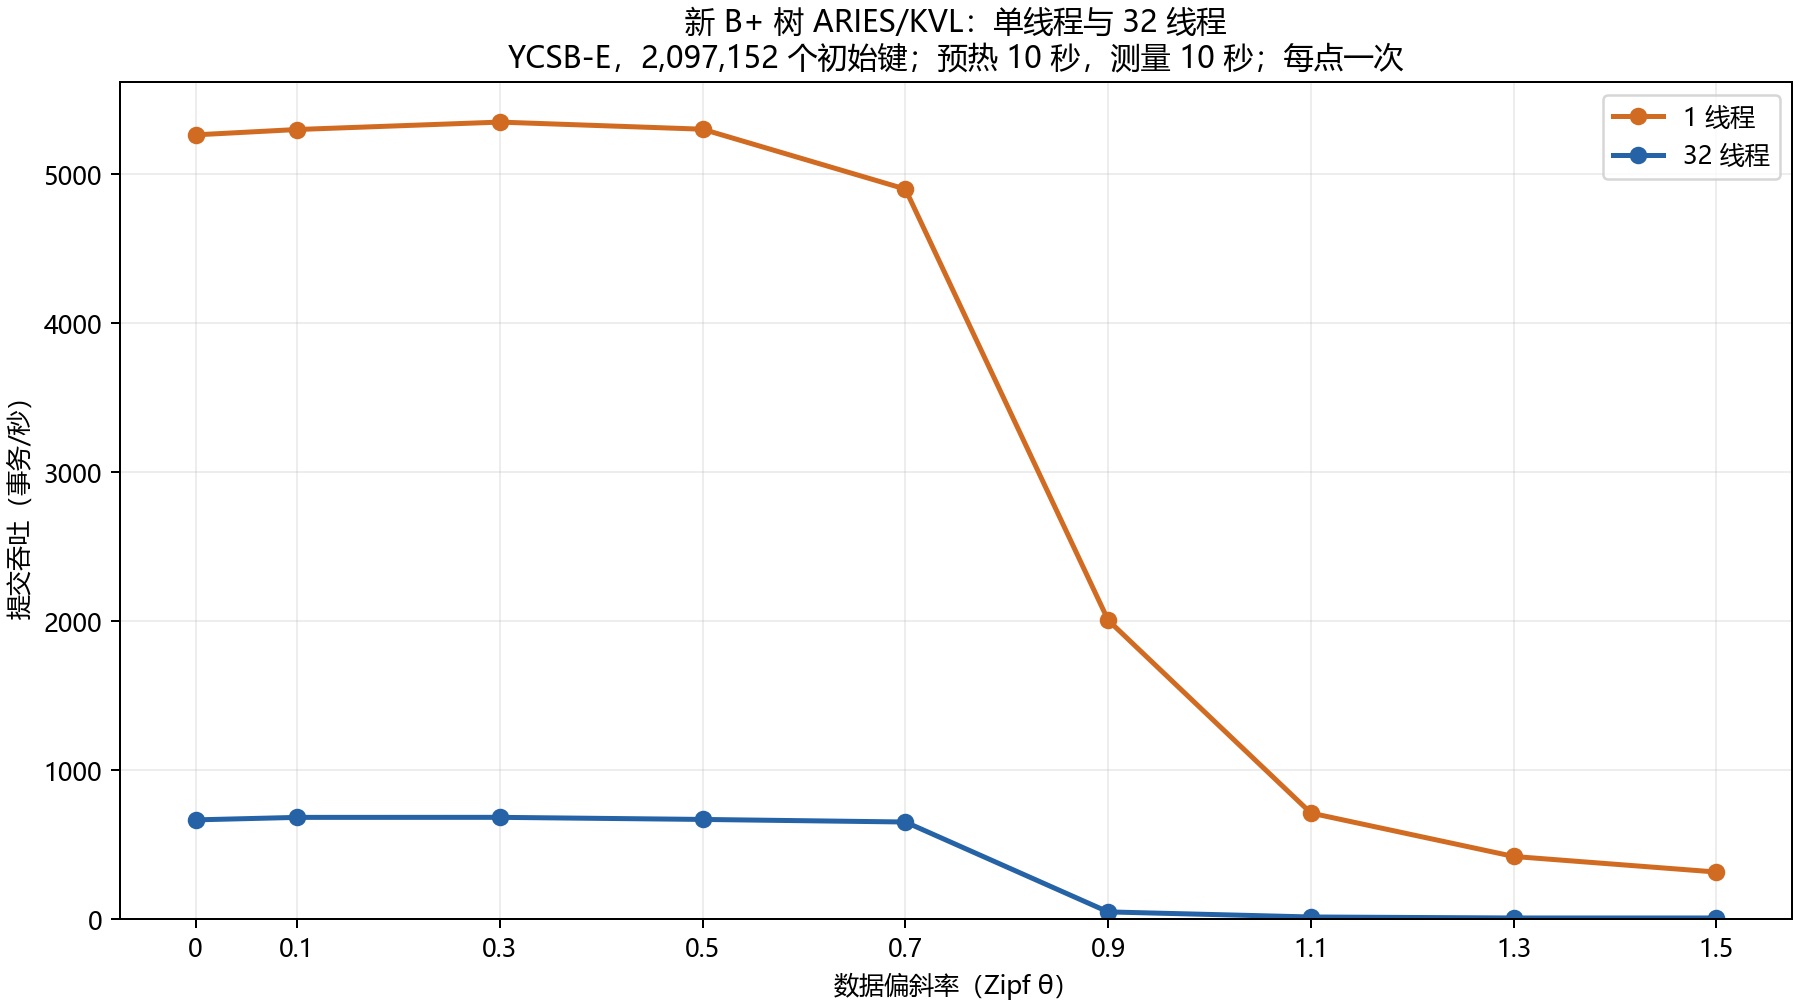 新 B+ 树 ARIES/KVL：单线程与 32 线程
YCSB-E，2,097,152 个初始键；预热 10 秒，测量 10 秒；每点一次
1 线程
32 线程
提交吞吐（事务/秒）
5000
4000
3000
2000
1000
0
0 0.1 0.3 0.5 0.7 0.9 1.1 1.3 1.5
数据偏斜率（Zipf θ）